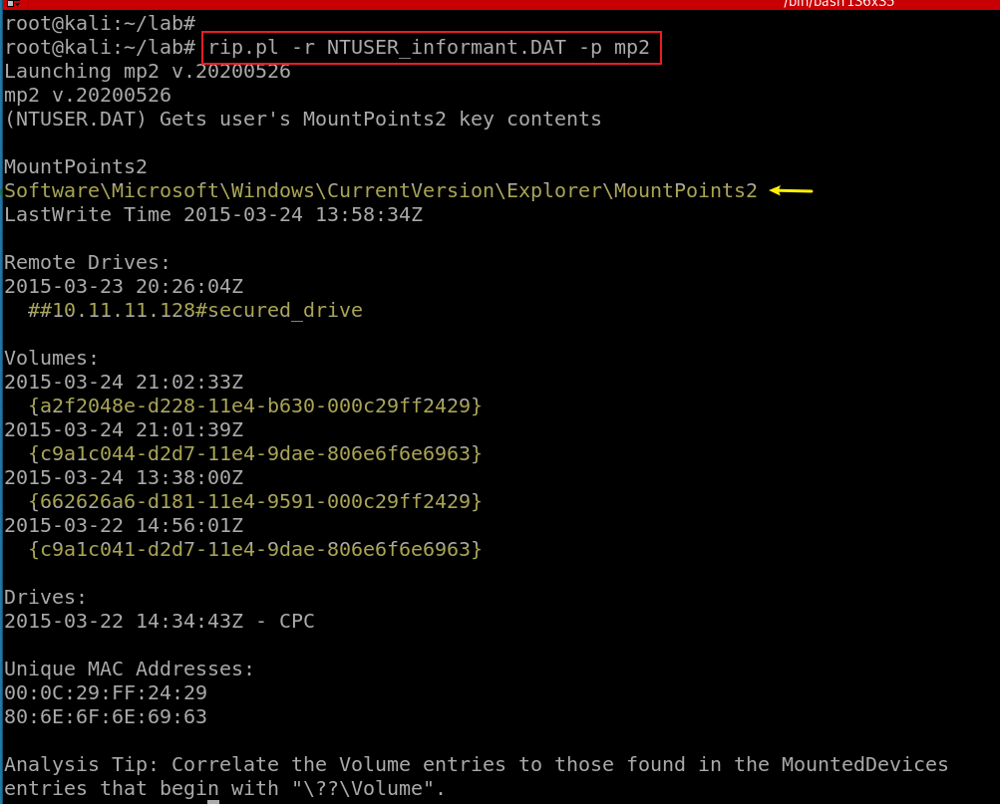 /bin/bash 136x35
root@kali:~/lab#
root@kali:~/lab# rip.pl -r NTUSER_informant.DAT -p mp2
Launching mp2 v.20200526
mp2 v.20200526
(NTUSER.DAT) Gets user's MountPoints2 key contents
MountPoints2
Software\Microsoft\Windows\CurrentVersion\Explorer\MountPoints2
LastWrite Time 2015-03-24 13:58:34Z
Remote Drives:
2015-03-23 20:26:04Z
##10.11.11.128#secured_drive
Volumes:
2015-03-24 21:02:33Z
{a2f2048e-d228-11e4-b630-000c29ff2429}
2015-03-24 21:01:39Z
{c9a1c044-d2d7-11e4-9dae-806e6f6e6963}
2015-03-24 13:38:00Z
{662626a6-d181-11e4-9591-000c29ff2429}
2015-03-22 14:56:01Z
{c9a1c041-d2d7-11e4-9dae-806e6f6e6963}
Drives:
2015-03-22 14:34:43Z - CPC
Unique MAC Addresses:
00:0C:29:FF:24:29
80:6E:6F:6E:69:63
Analysis Tip: Correlate the Volume entries to those found in the MountedDevices
entries that begin with "\??\Volume".